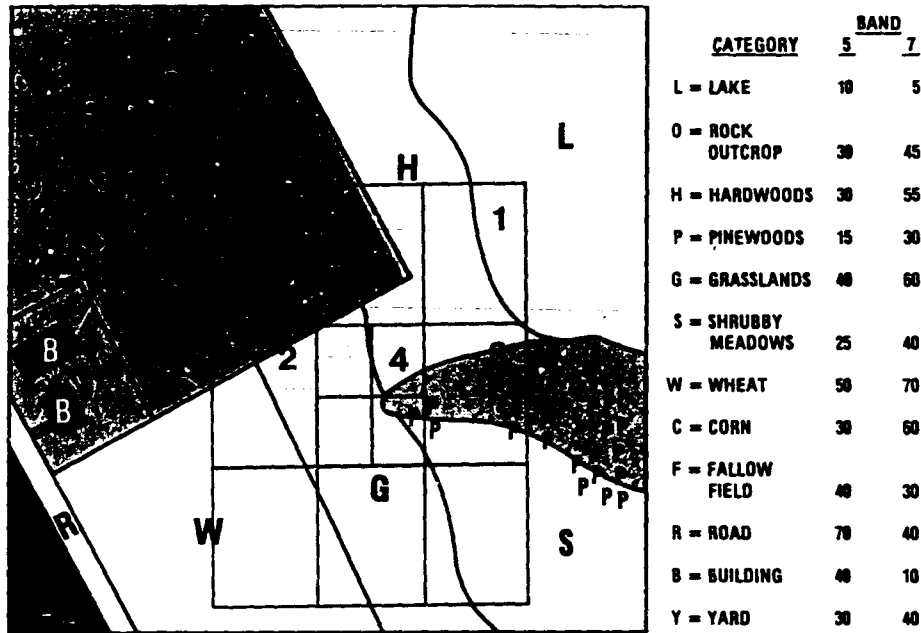 BAND
CATEGORY 5 7
L = LAKE 10 5
O = ROCK
OUTCROP 30 45
H = HARDWOODS 30 55
P = PINEWOODS 15 30
G = GRASSLANDS 40 60
S = SHRUBBY
MEADOWS 25 40
W = WHEAT 50 70
C = CORN 30 60
F = FALLOW
FIELD 40 30
R = ROAD 70 40
B = BUILDING 40 10
Y = YARD 30 40
L
H
1
2
4
B
B
P
P
P
P
P
P
P
P
G
R
W
S